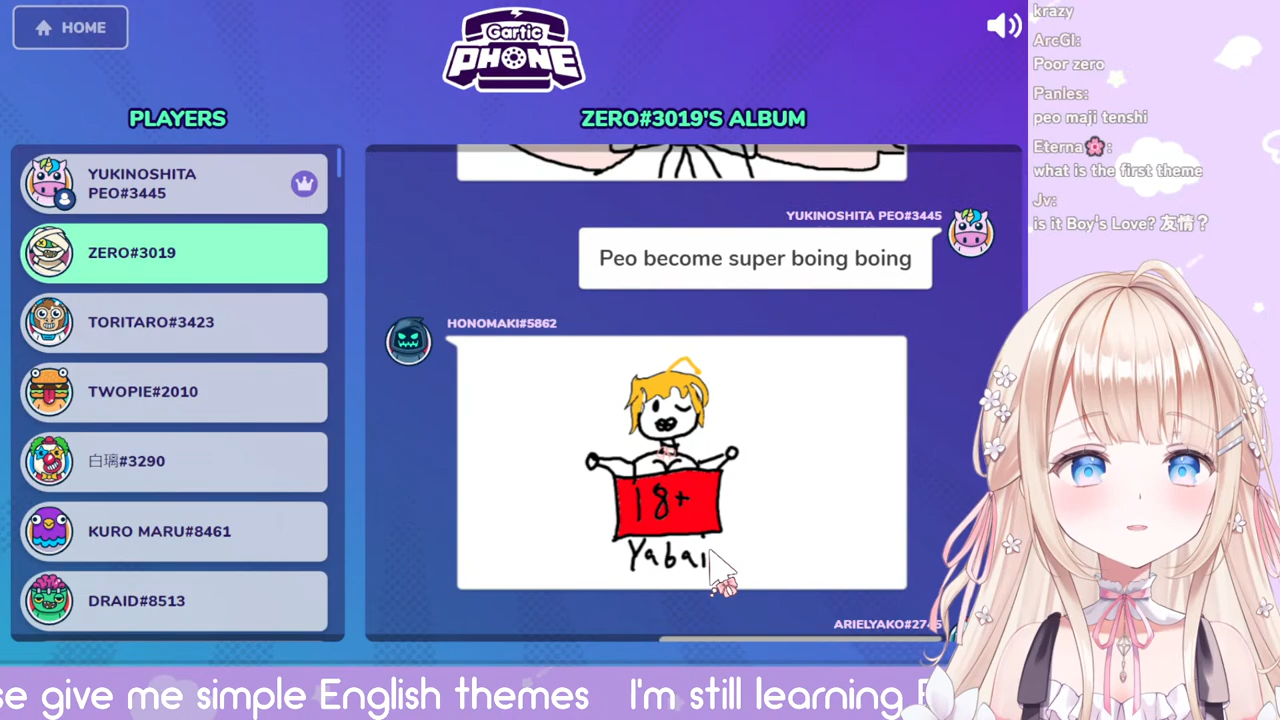 HOME
Gartic
PHONE
PLAYERS
YUKINOSHITA
PEO#3445
ZERO#3019
TORITARO#3423
TWOPIE#2010
白璃#3290
KURO MARU#8461
DRAID#8513
ZERO#3019'S ALBUM
YUKINOSHITA PEO#3445
Peo become super boing boing
HONOMAKI#5862
18+
Yabai
ARIELYAKO#2745
krazy
ArcGI:
Poor zero
Panles:
peo maji tenshi
Eterna🌸:
what is the first theme
Jv:
is it Boy's Love? 友情？
se give me simple English themes I'm still learning